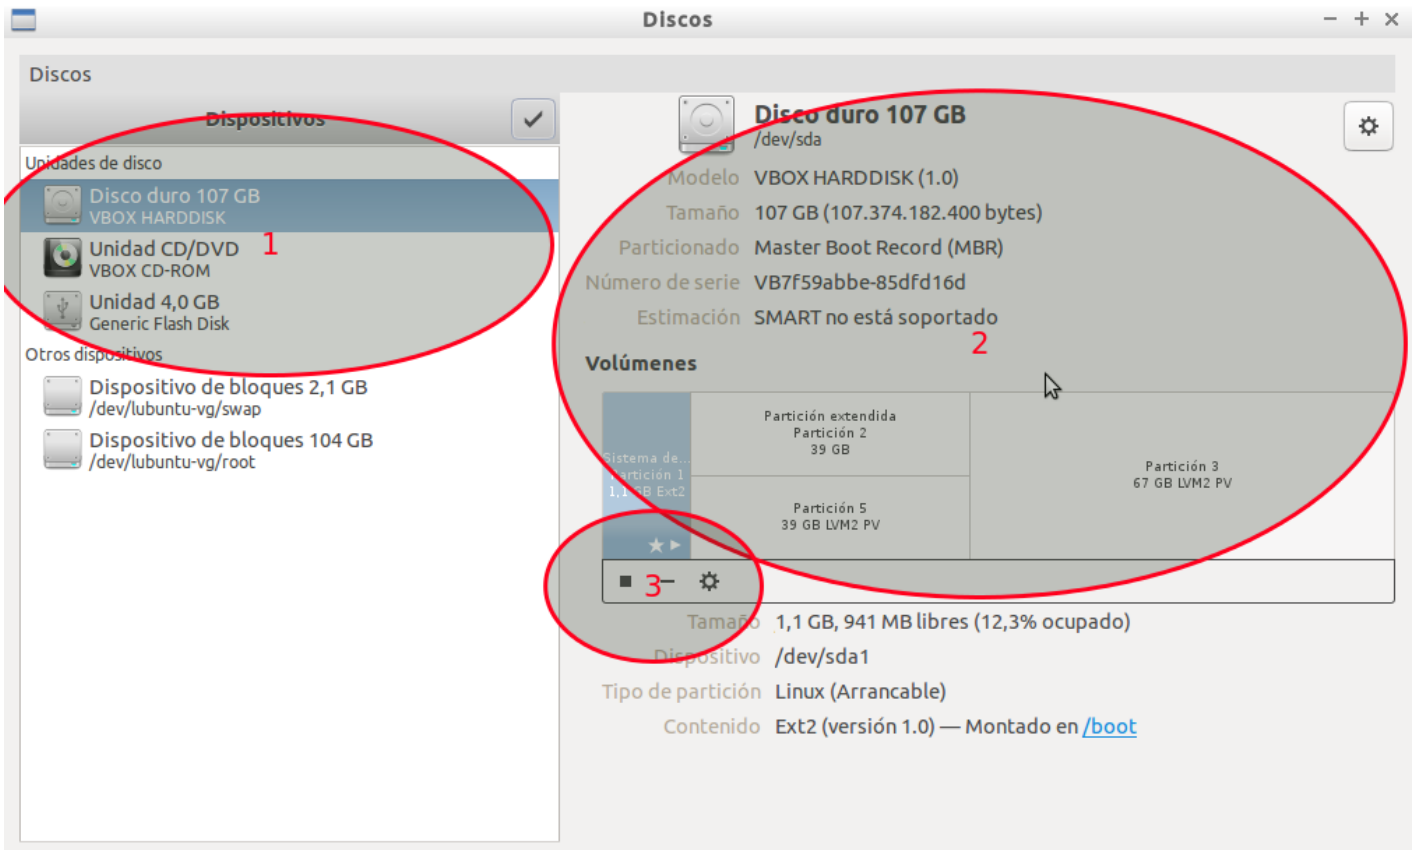 Discos
Discos
Dispositivos
Unidades de disco
Disco duro 107 GB
VBOX HARDDISK
Unidad CD/DVD
VBOX CD-ROM
Unidad 4,0 GB
Generic Flash Disk
Otros dispositivos
Dispositivo de bloques 2,1 GB
/dev/lubuntu-vg/swap
Dispositivo de bloques 104 GB
/dev/lubuntu-vg/root
1
Disco duro 107 GB
/dev/sda
Modelo VBOX HARDDISK (1.0)
Tamaño 107 GB (107.374.182.400 bytes)
Particionado Master Boot Record (MBR)
Número de serie VB7f59abbe-85dfd16d
Estimación SMART no está soportado
2
Volúmenes
Sistema de...
Partición 1
1,1 GB Ext2
Partición extendida
Partición 2
39 GB
Partición 5
39 GB LVM2 PV
Partición 3
67 GB LVM2 PV
3
Tamaño 1,1 GB, 941 MB libres (12,3% ocupado)
Dispositivo /dev/sda1
Tipo de partición Linux (Arrancable)
Contenido Ext2 (versión 1.0) — Montado en /boot